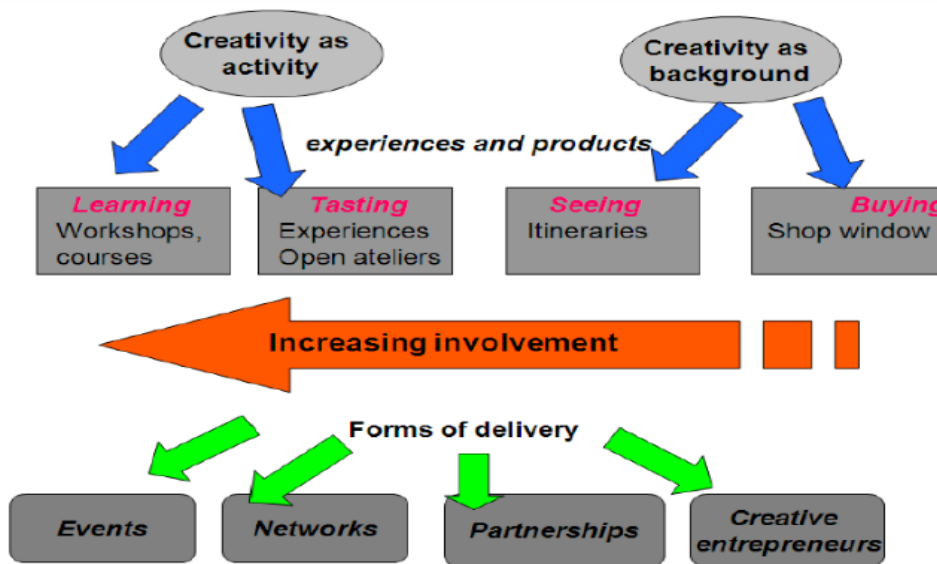 Creativity as
activity
Creativity as
background
experiences and products
Learning
Workshops,
courses
Tasting
Experiences
Open ateliers
Seeing
Itineraries
Buying
Shop window
Increasing involvement
Forms of delivery
Events
Networks
Partnerships
Creative
entrepreneurs